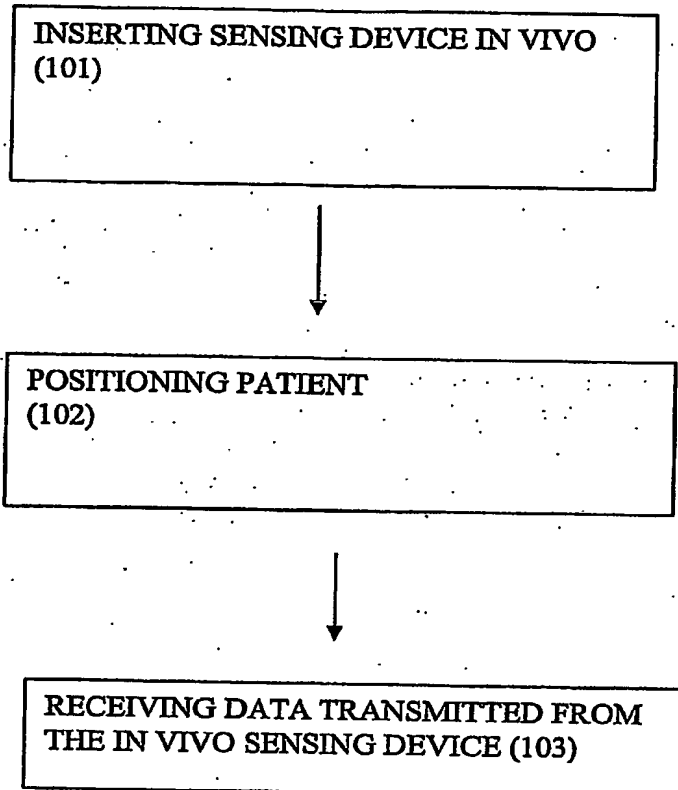 INSERTING SENSING DEVICE IN VIVO
(101)
POSITIONING PATIENT
(102)
RECEIVING DATA TRANSMITTED FROM
THE IN VIVO SENSING DEVICE (103)